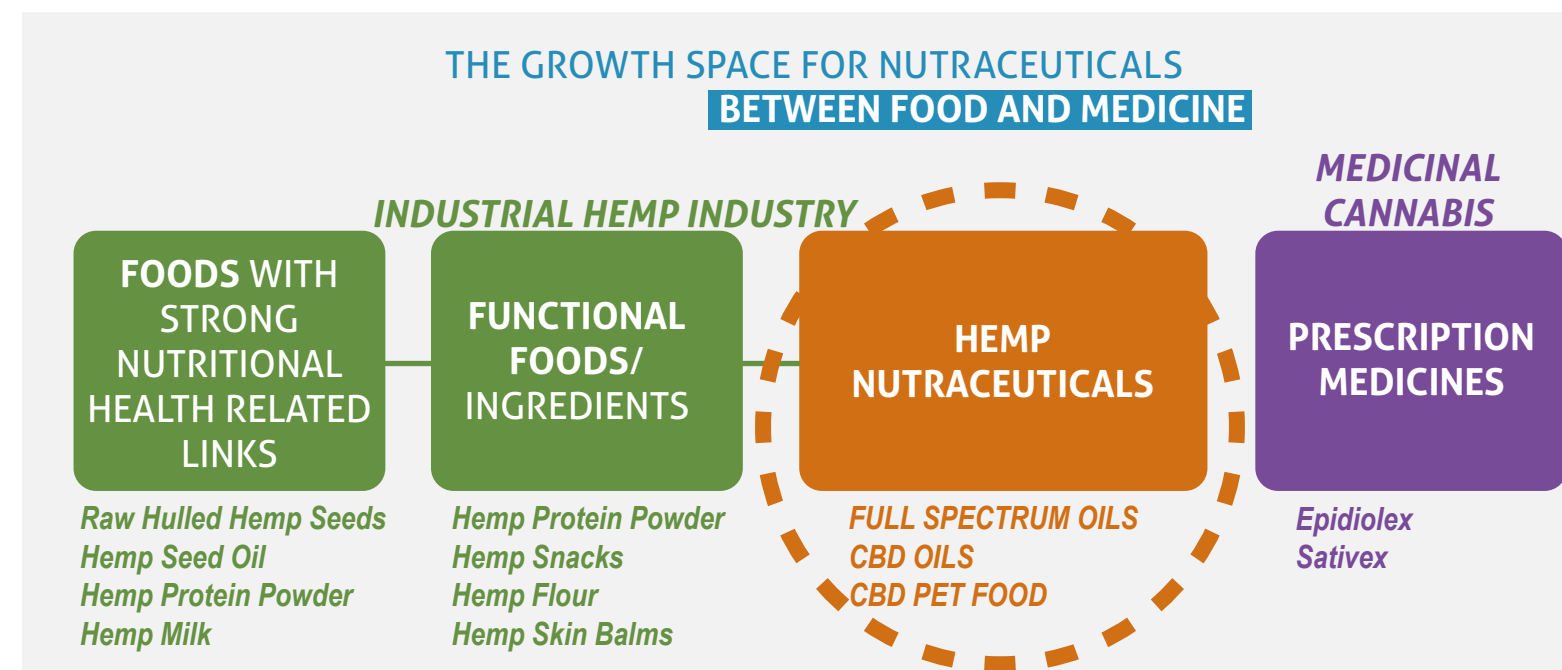 THE GROWTH SPACE FOR NUTRACEUTICALS
BETWEEN FOOD AND MEDICINE
INDUSTRIAL HEMP INDUSTRY
MEDICINAL
CANNABIS
FOODS WITH
STRONG
NUTRITIONAL
HEALTH RELATED
LINKS
Raw Hulled Hemp Seeds
Hemp Seed Oil
Hemp Protein Powder
Hemp Milk
FUNCTIONAL
FOODS/
INGREDIENTS
Hemp Protein Powder
Hemp Snacks
Hemp Flour
Hemp Skin Balms
HEMP
NUTRACEUTICALS
FULL SPECTRUM OILS
CBD OILS
CBD PET FOOD
PRESCRIPTION
MEDICINES
Epidiolex
Sativex